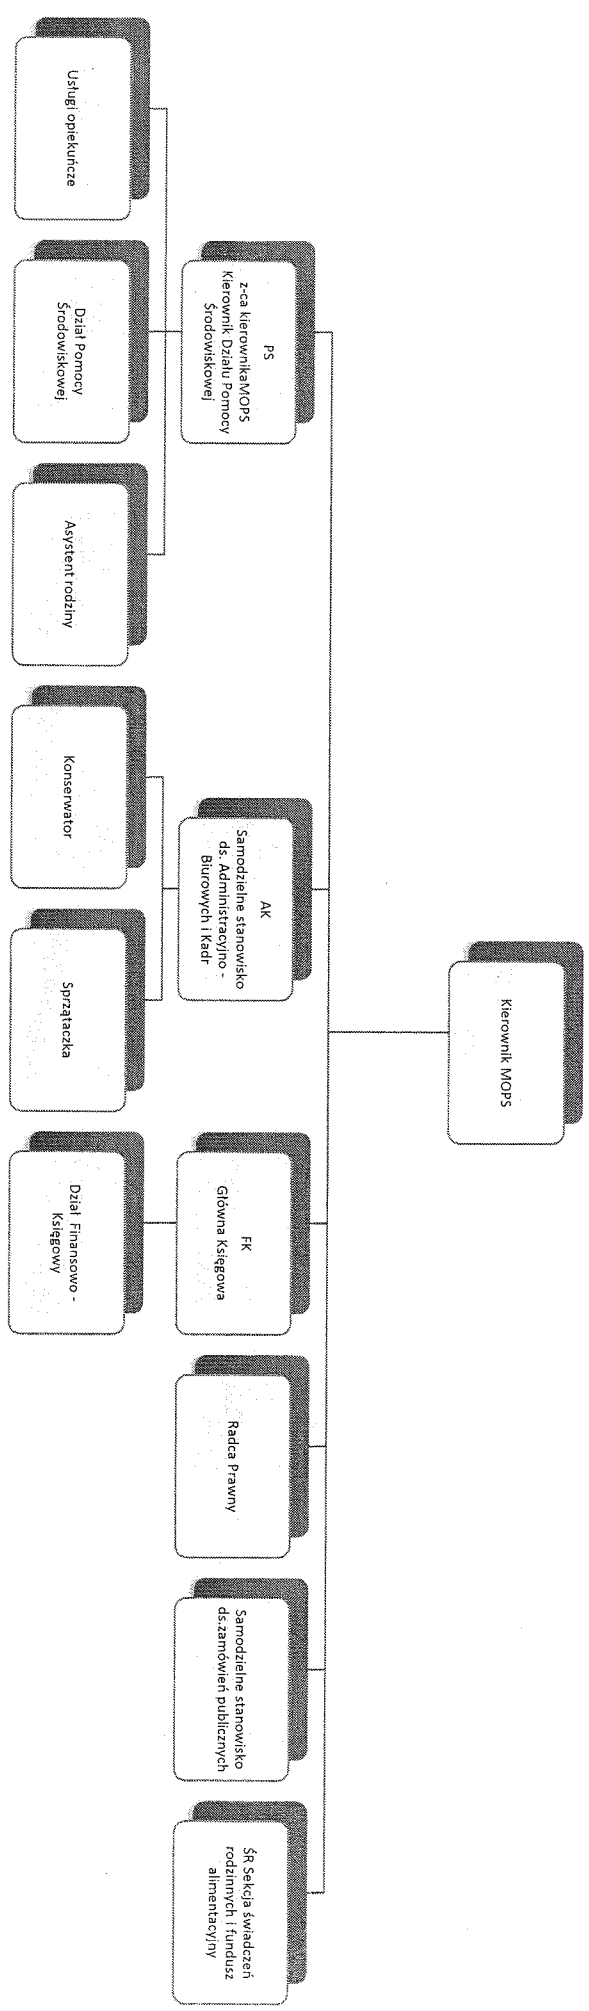 Kierownik MOPS
PS
z-ca kierownikaMOPS
Kierownik Działu Pomocy
Środowiskowej
AK
Samodzielne stanowisko
ds. Administracyjno -
Biurowych i Kadr
FK
Główna Księgowa
Radca Prawny
Samodzielne stanowisko
ds.zamówień publicznych
ŚR Sekcja świadczeń
rodzinnych i fundusz
alimentacyjny
Usługi opiekuńcze
Dział Pomocy
Środowiskowej
Asystent rodziny
Konserwator
Sprzątaczka
Dział Finansowo -
Księgowy